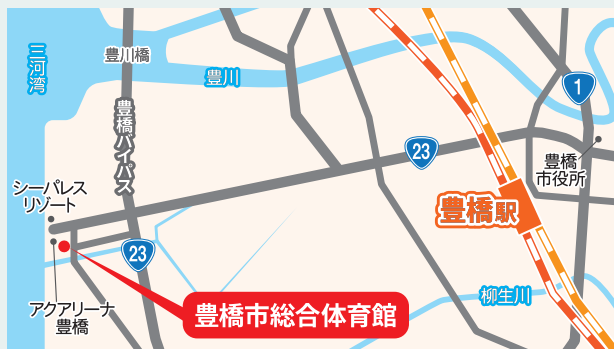 三河湾
豊川橋
豊川
豊橋バイパス
1
23
豊橋
市役所
シーパレス
リゾート
豊橋駅
23
アクアリーナ
豊橋
豊橋市総合体育館
柳生川